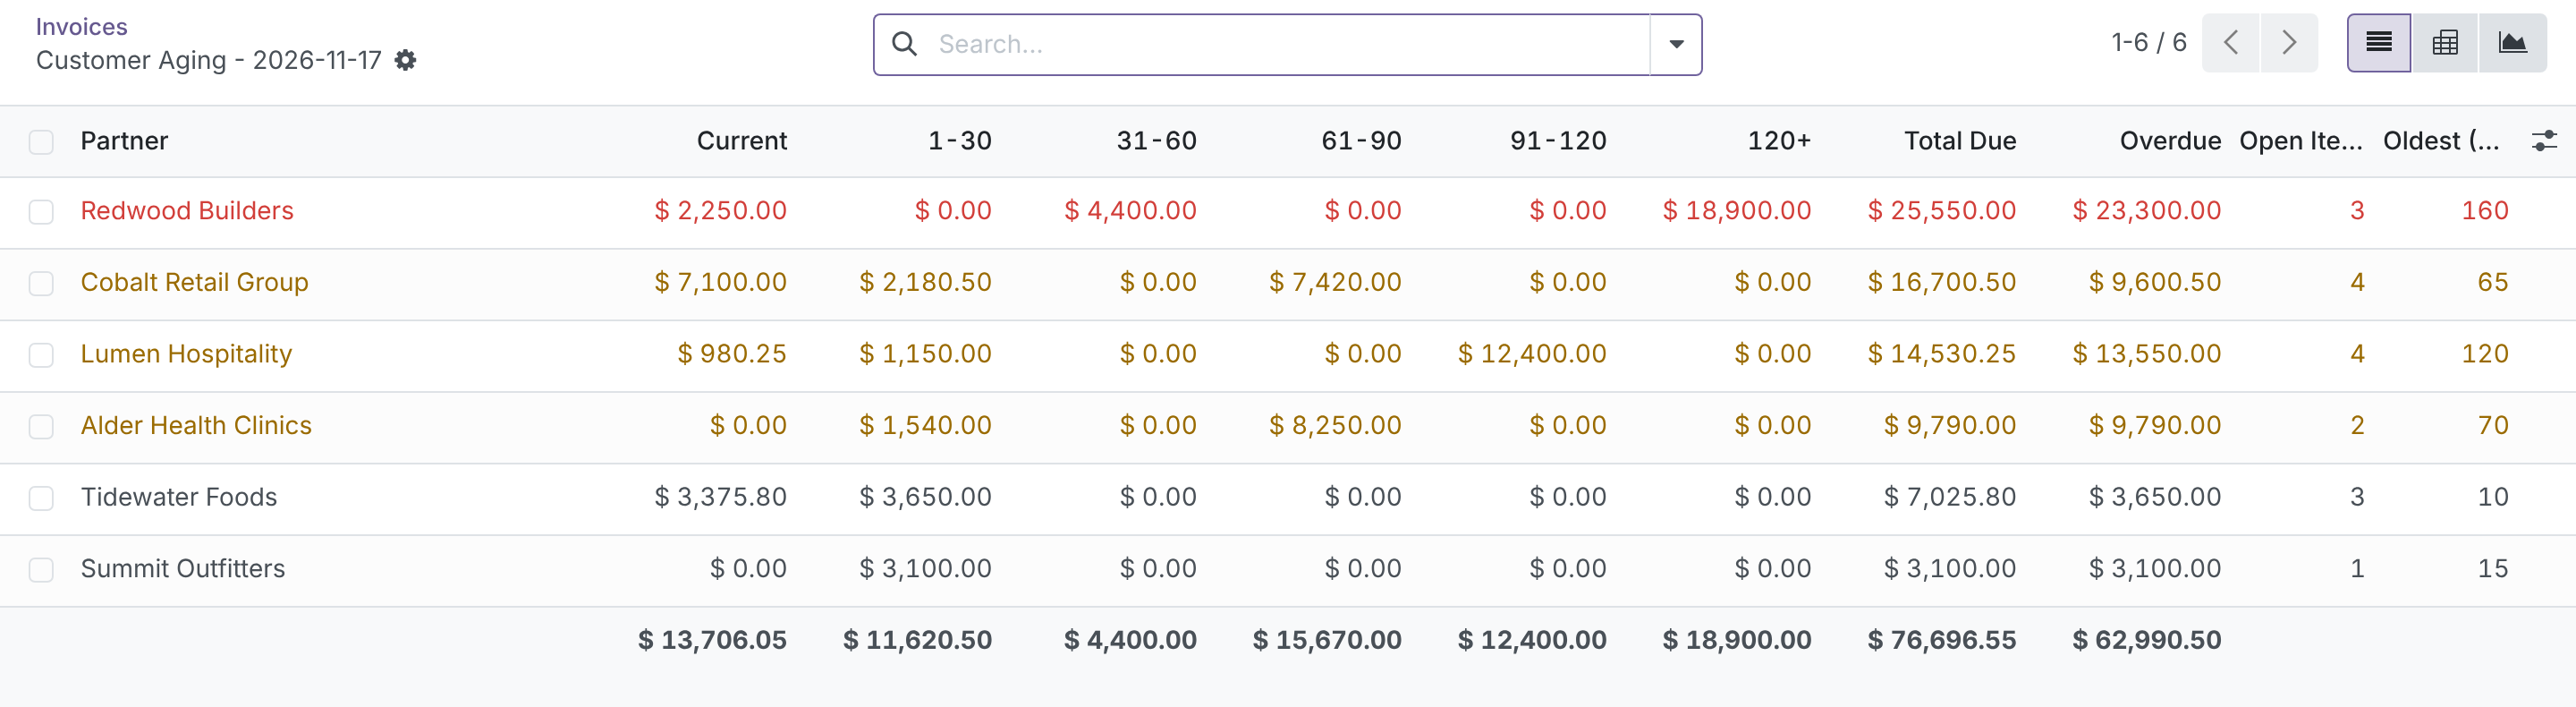 Invoices
Customer Aging - 2026-11-17
Search...
1-6 / 6
Partner Current 1-30 31-60 61-90 91-120 120+ Total Due Overdue Open Ite... Oldest (...
Redwood Builders $ 2,250.00 $ 0.00 $ 4,400.00 $ 0.00 $ 0.00 $ 18,900.00 $ 25,550.00 $ 23,300.00 3 160
Cobalt Retail Group $ 7,100.00 $ 2,180.50 $ 0.00 $ 7,420.00 $ 0.00 $ 0.00 $ 16,700.50 $ 9,600.50 4 65
Lumen Hospitality $ 980.25 $ 1,150.00 $ 0.00 $ 0.00 $ 12,400.00 $ 0.00 $ 14,530.25 $ 13,550.00 4 120
Alder Health Clinics $ 0.00 $ 1,540.00 $ 0.00 $ 8,250.00 $ 0.00 $ 0.00 $ 9,790.00 $ 9,790.00 2 70
Tidewater Foods $ 3,375.80 $ 3,650.00 $ 0.00 $ 0.00 $ 0.00 $ 0.00 $ 7,025.80 $ 3,650.00 3 10
Summit Outfitters $ 0.00 $ 3,100.00 $ 0.00 $ 0.00 $ 0.00 $ 0.00 $ 3,100.00 $ 3,100.00 1 15
$ 13,706.05 $ 11,620.50 $ 4,400.00 $ 15,670.00 $ 12,400.00 $ 18,900.00 $ 76,696.55 $ 62,990.50